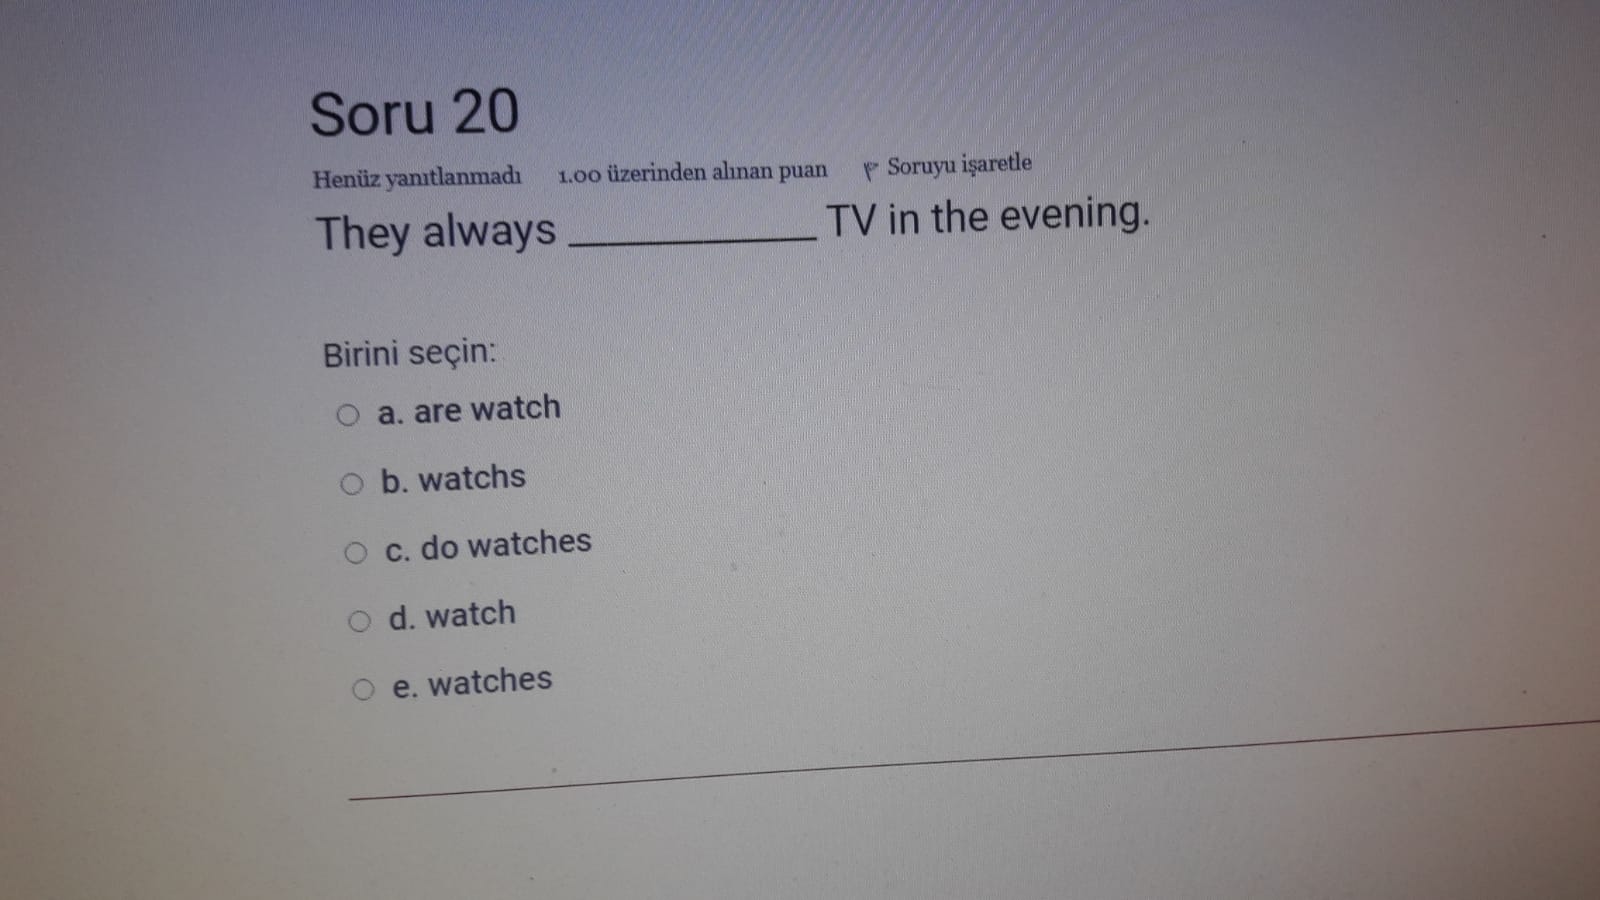 Soru 20
Henüz yanıtlanmadı 1.00 üzerinden alınan puan Soruyu işaretle
They always ____________ TV in the evening.
Birini seçin:
a. are watch
b. watchs
c. do watches
d. watch
e. watches